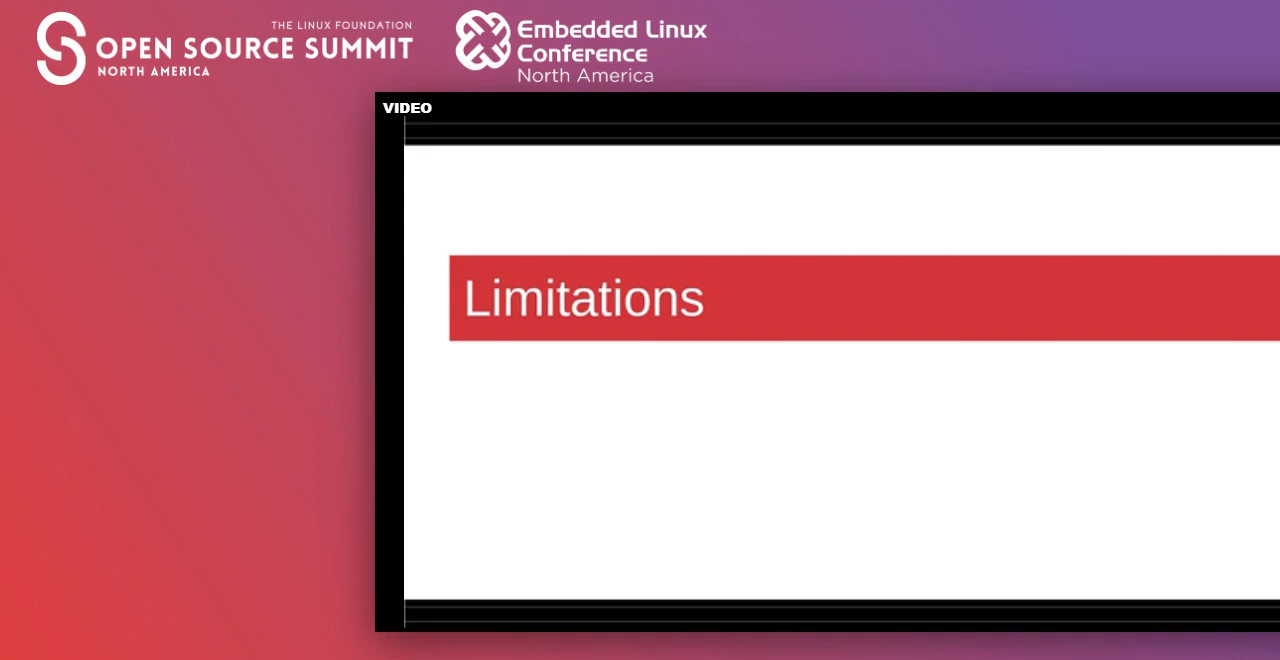 THE LINUX FOUNDATION
OPEN SOURCE SUMMIT
NORTH AMERICA
Embedded Linux
Conference
North America
VIDEO
Limitations